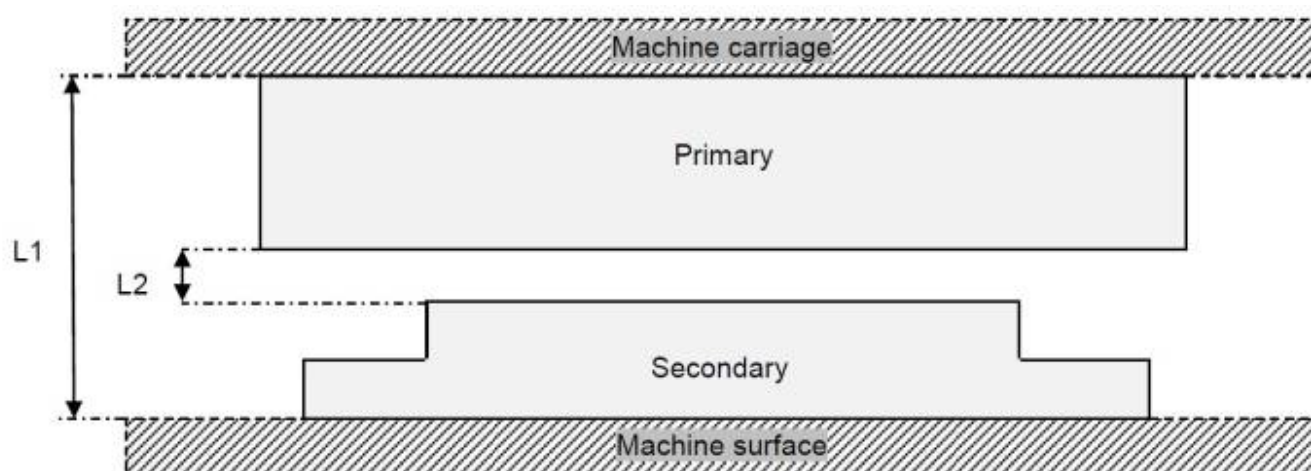 Machine carriage
Primary
L1
L2
Secondary
Machine surface